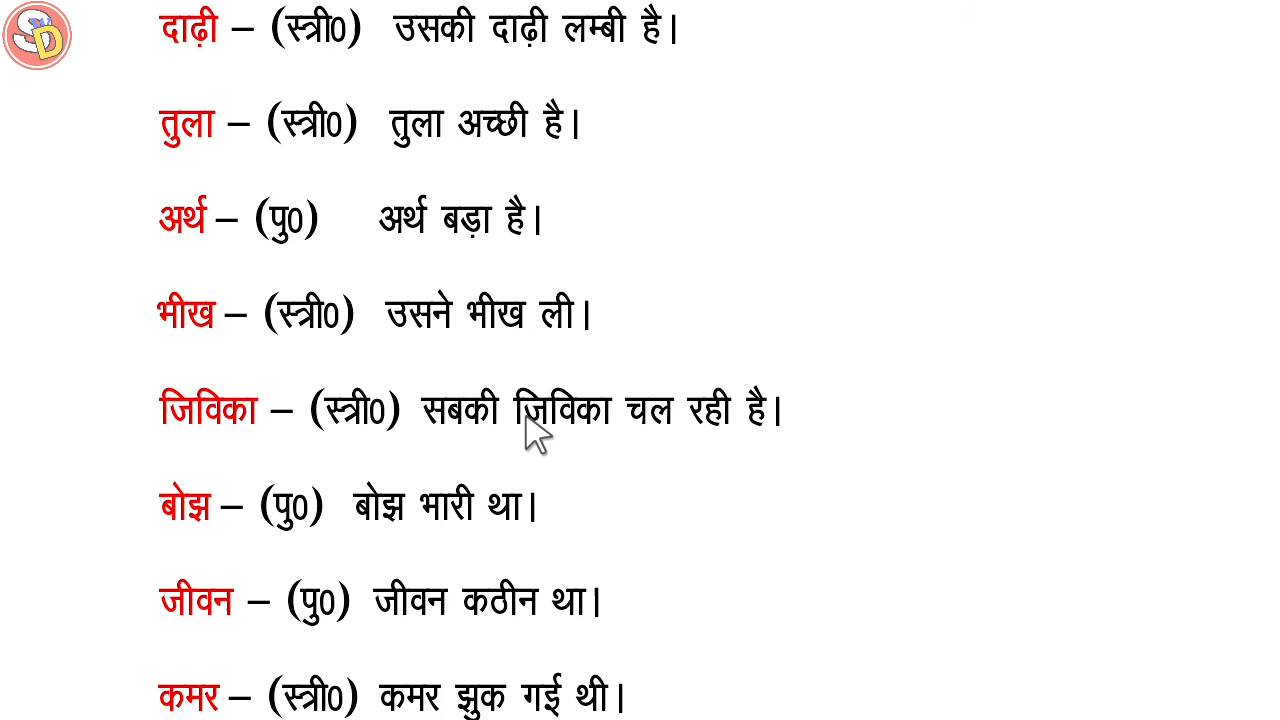 SD
दाढ़ी – (स्त्री0) उसकी दाढ़ी लम्बी है।
तुला – (स्त्री0) तुला अच्छी है।
अर्थ – (पु0) अर्थ बड़ा है।
भीख – (स्त्री0) उसने भीख ली।
जिविका – (स्त्री0) सबकी जिविका चल रही है।
बोझ – (पु0) बोझ भारी था।
जीवन – (पु0) जीवन कठीन था।
कमर – (स्त्री0) कमर झुक गई थी।